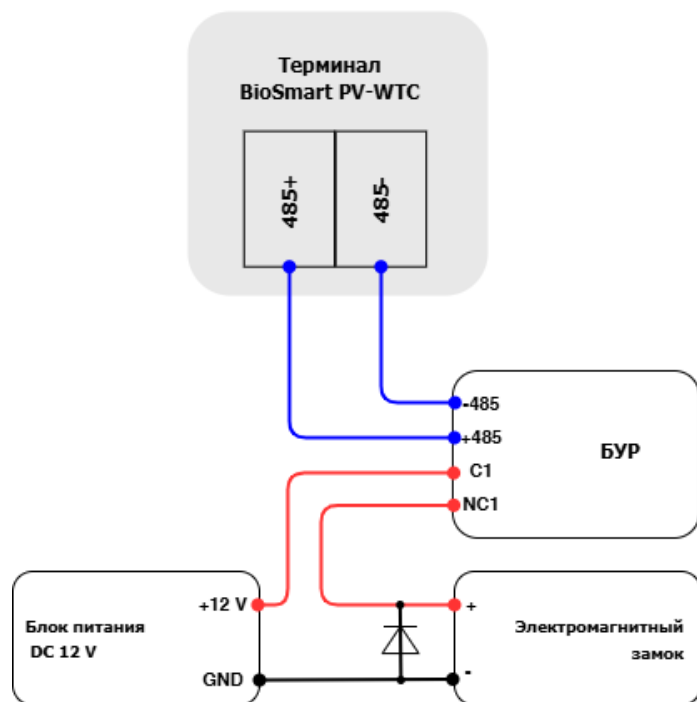 Терминал
BioSmart PV-WTC
485+
485-
-485
+485
БУР
C1
NC1
+12 V
Блок питания
DC 12 V
GND
+
Электромагнитный
замок
-